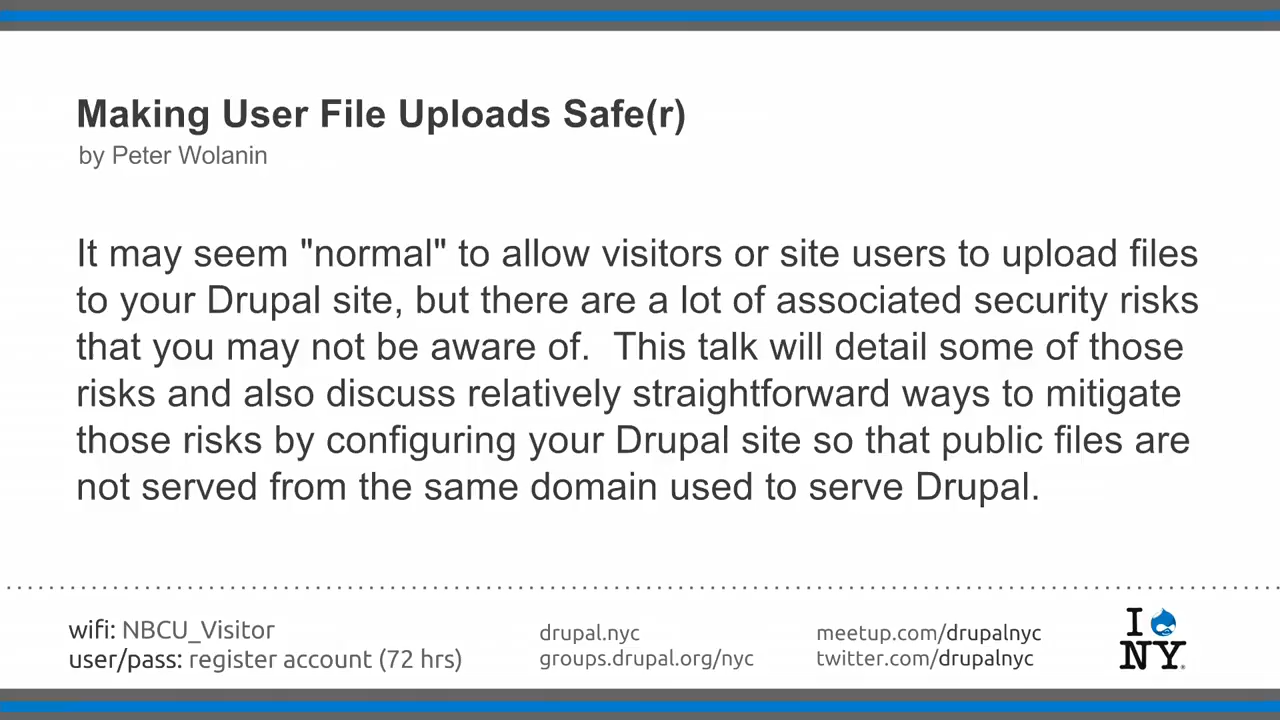 Making User File Uploads Safe(r)
by Peter Wolanin
It may seem "normal" to allow visitors or site users to upload files
to your Drupal site, but there are a lot of associated security risks
that you may not be aware of.  This talk will detail some of those
risks and also discuss relatively straightforward ways to mitigate
those risks by configuring your Drupal site so that public files are
not served from the same domain used to serve Drupal.
wifi: NBCU_Visitor
user/pass: register account (72 hrs)
drupal.nyc
groups.drupal.org/nyc
meetup.com/drupalnyc
twitter.com/drupalnyc
I
NY®